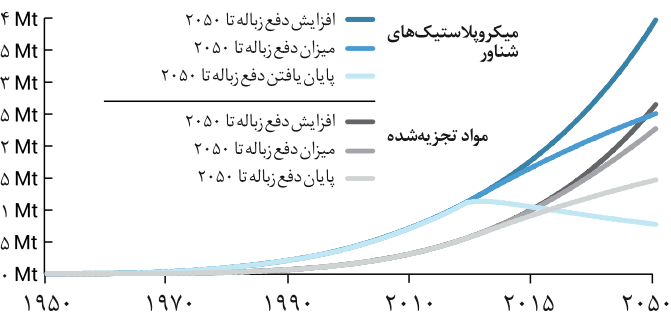 میکروپلاستیک‌های
شناور
افزایش دفع زباله تا ۲۰۵۰
میزان دفع زباله تا ۲۰۵۰
پایان یافتن دفع زباله تا ۲۰۵۰
مواد تجزیه‌شده
افزایش دفع زباله تا ۲۰۵۰
میزان دفع زباله تا ۲۰۵۰
پایان دفع زباله تا ۲۰۵۰
۴ Mt
۵ Mt
۳ Mt
۵ Mt
۲ Mt
۵ Mt
۱ Mt
۵ Mt
۰ Mt
۱۹۵۰ ۱۹۷۰ ۱۹۹۰ ۲۰۱۰ ۲۰۱۵ ۲۰۵۰